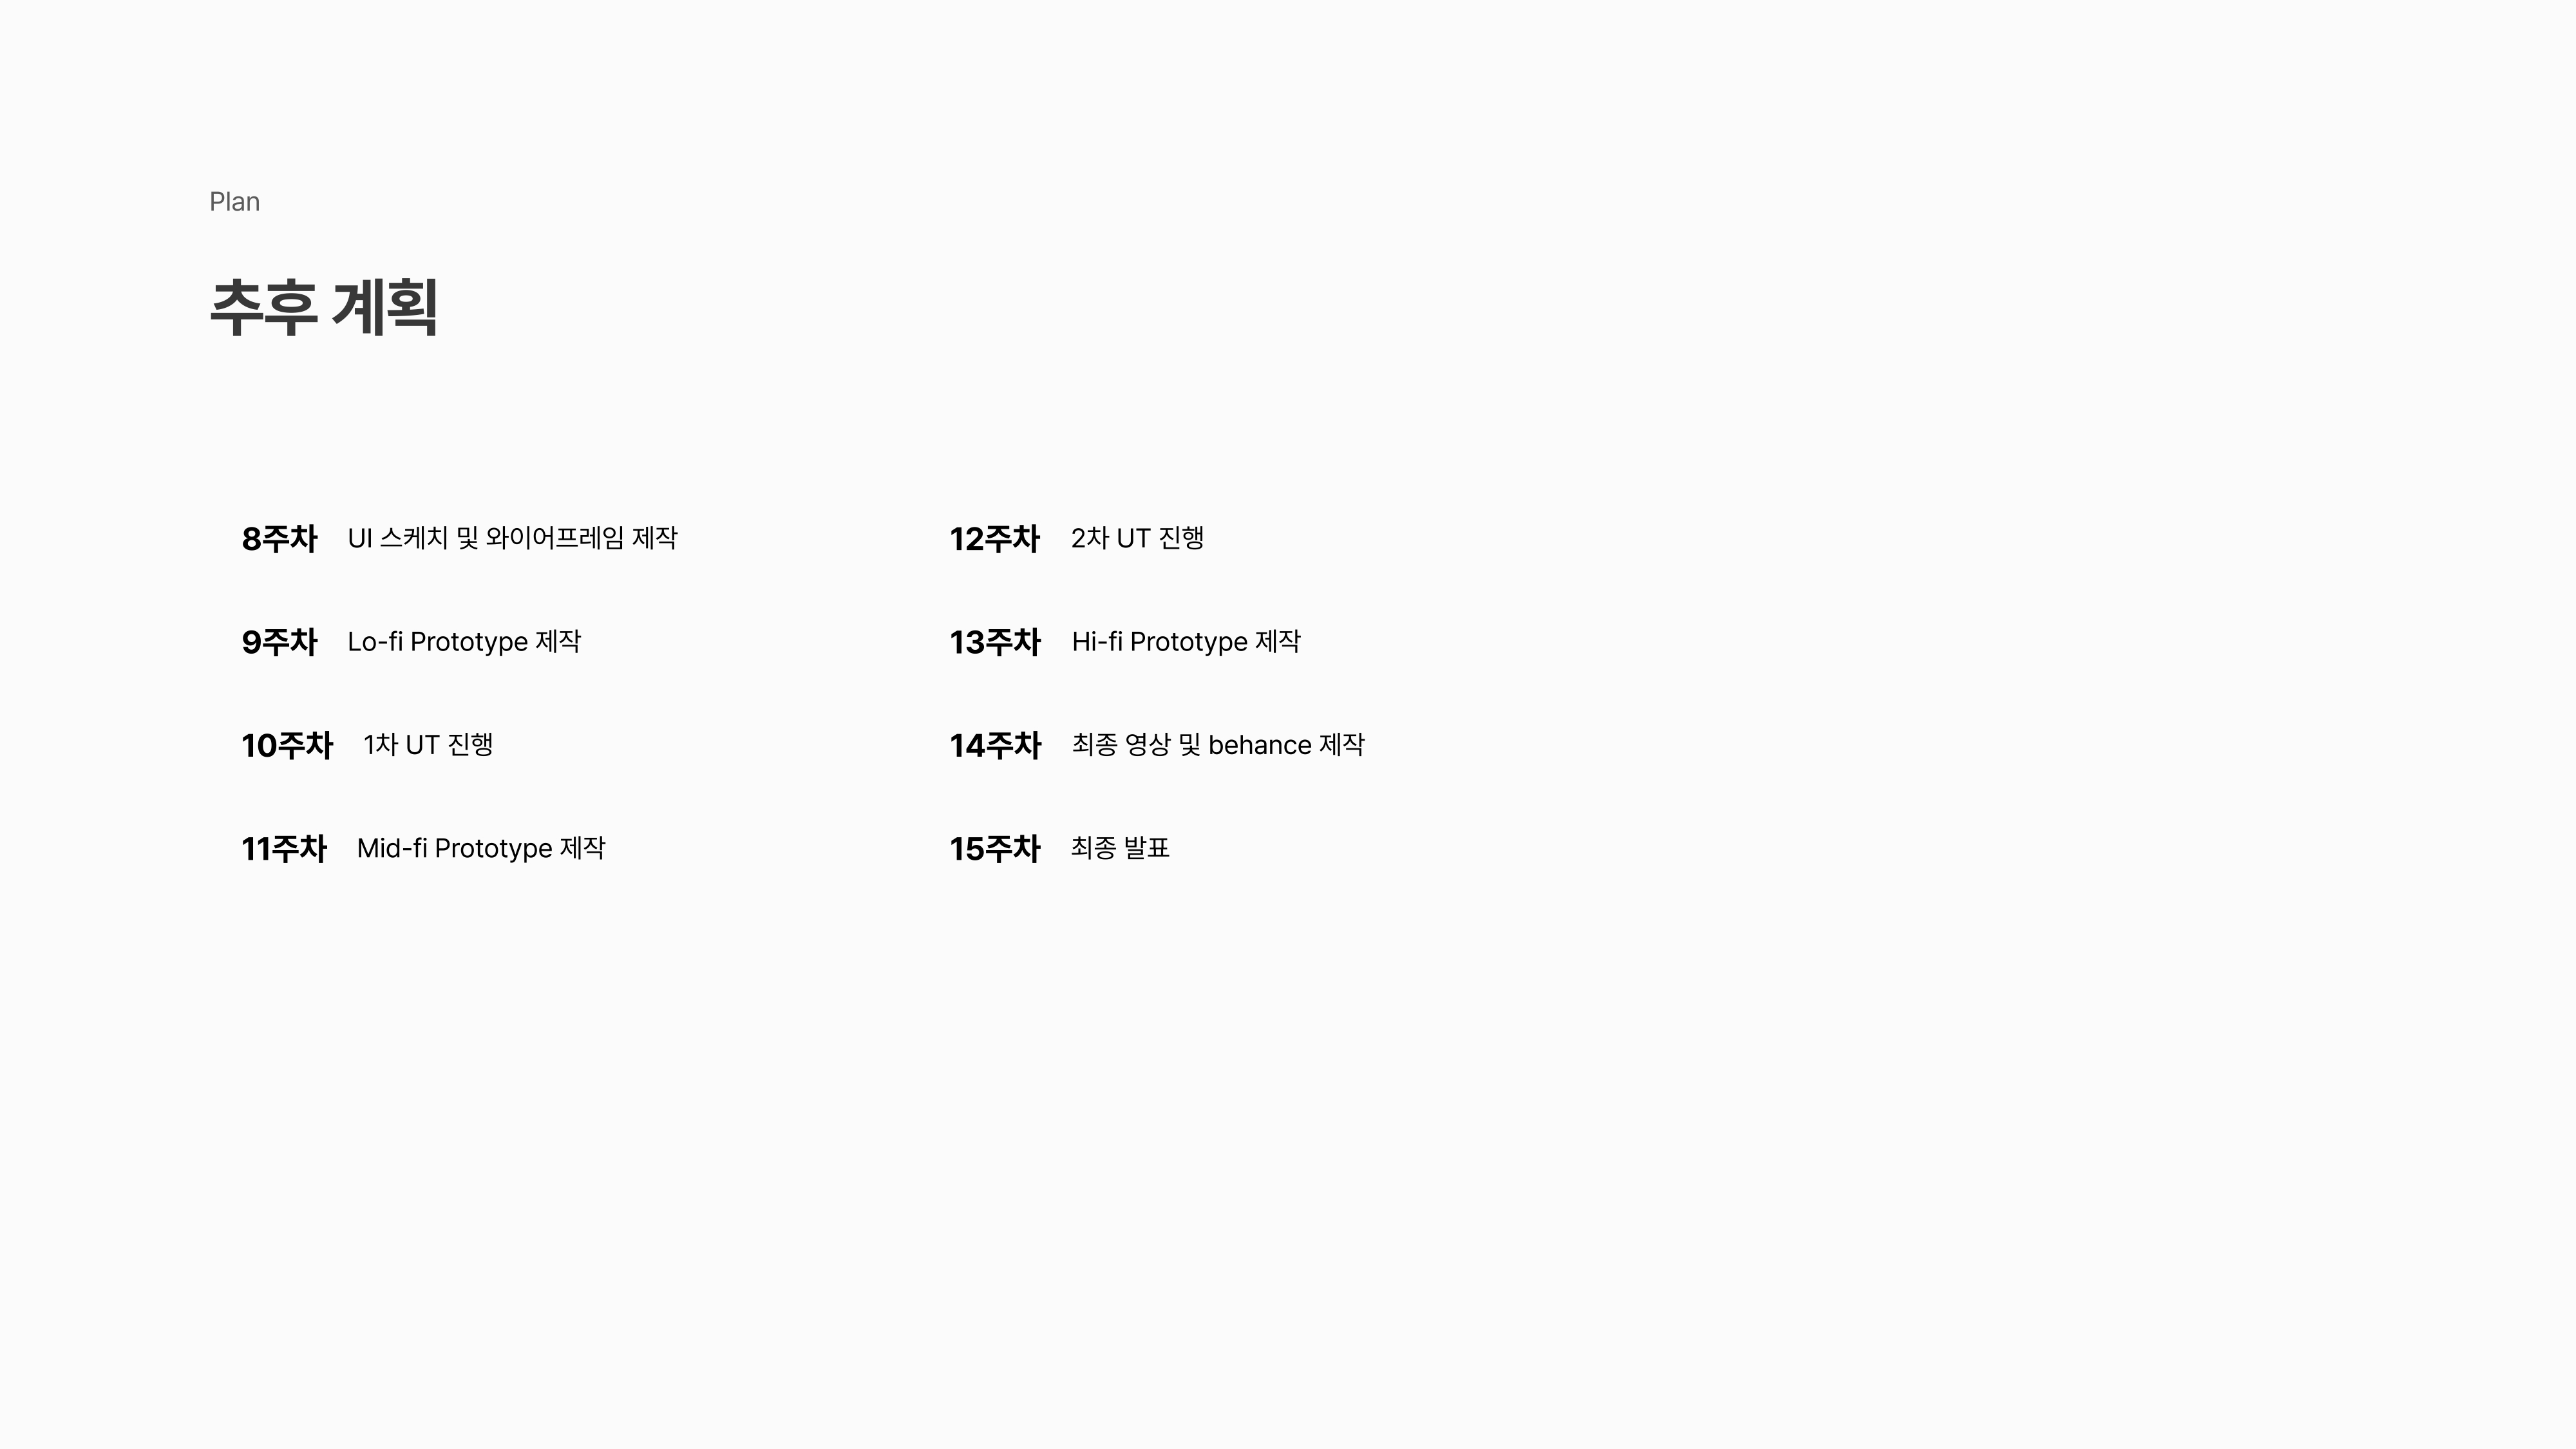 Plan
추후 계획
8주차 UI 스케치 및 와이어프레임 제작
9주차 Lo-fi Prototype 제작
10주차 1차 UT 진행
11주차 Mid-fi Prototype 제작
12주차 2차 UT 진행
13주차 Hi-fi Prototype 제작
14주차 최종 영상 및 behance 제작
15주차 최종 발표